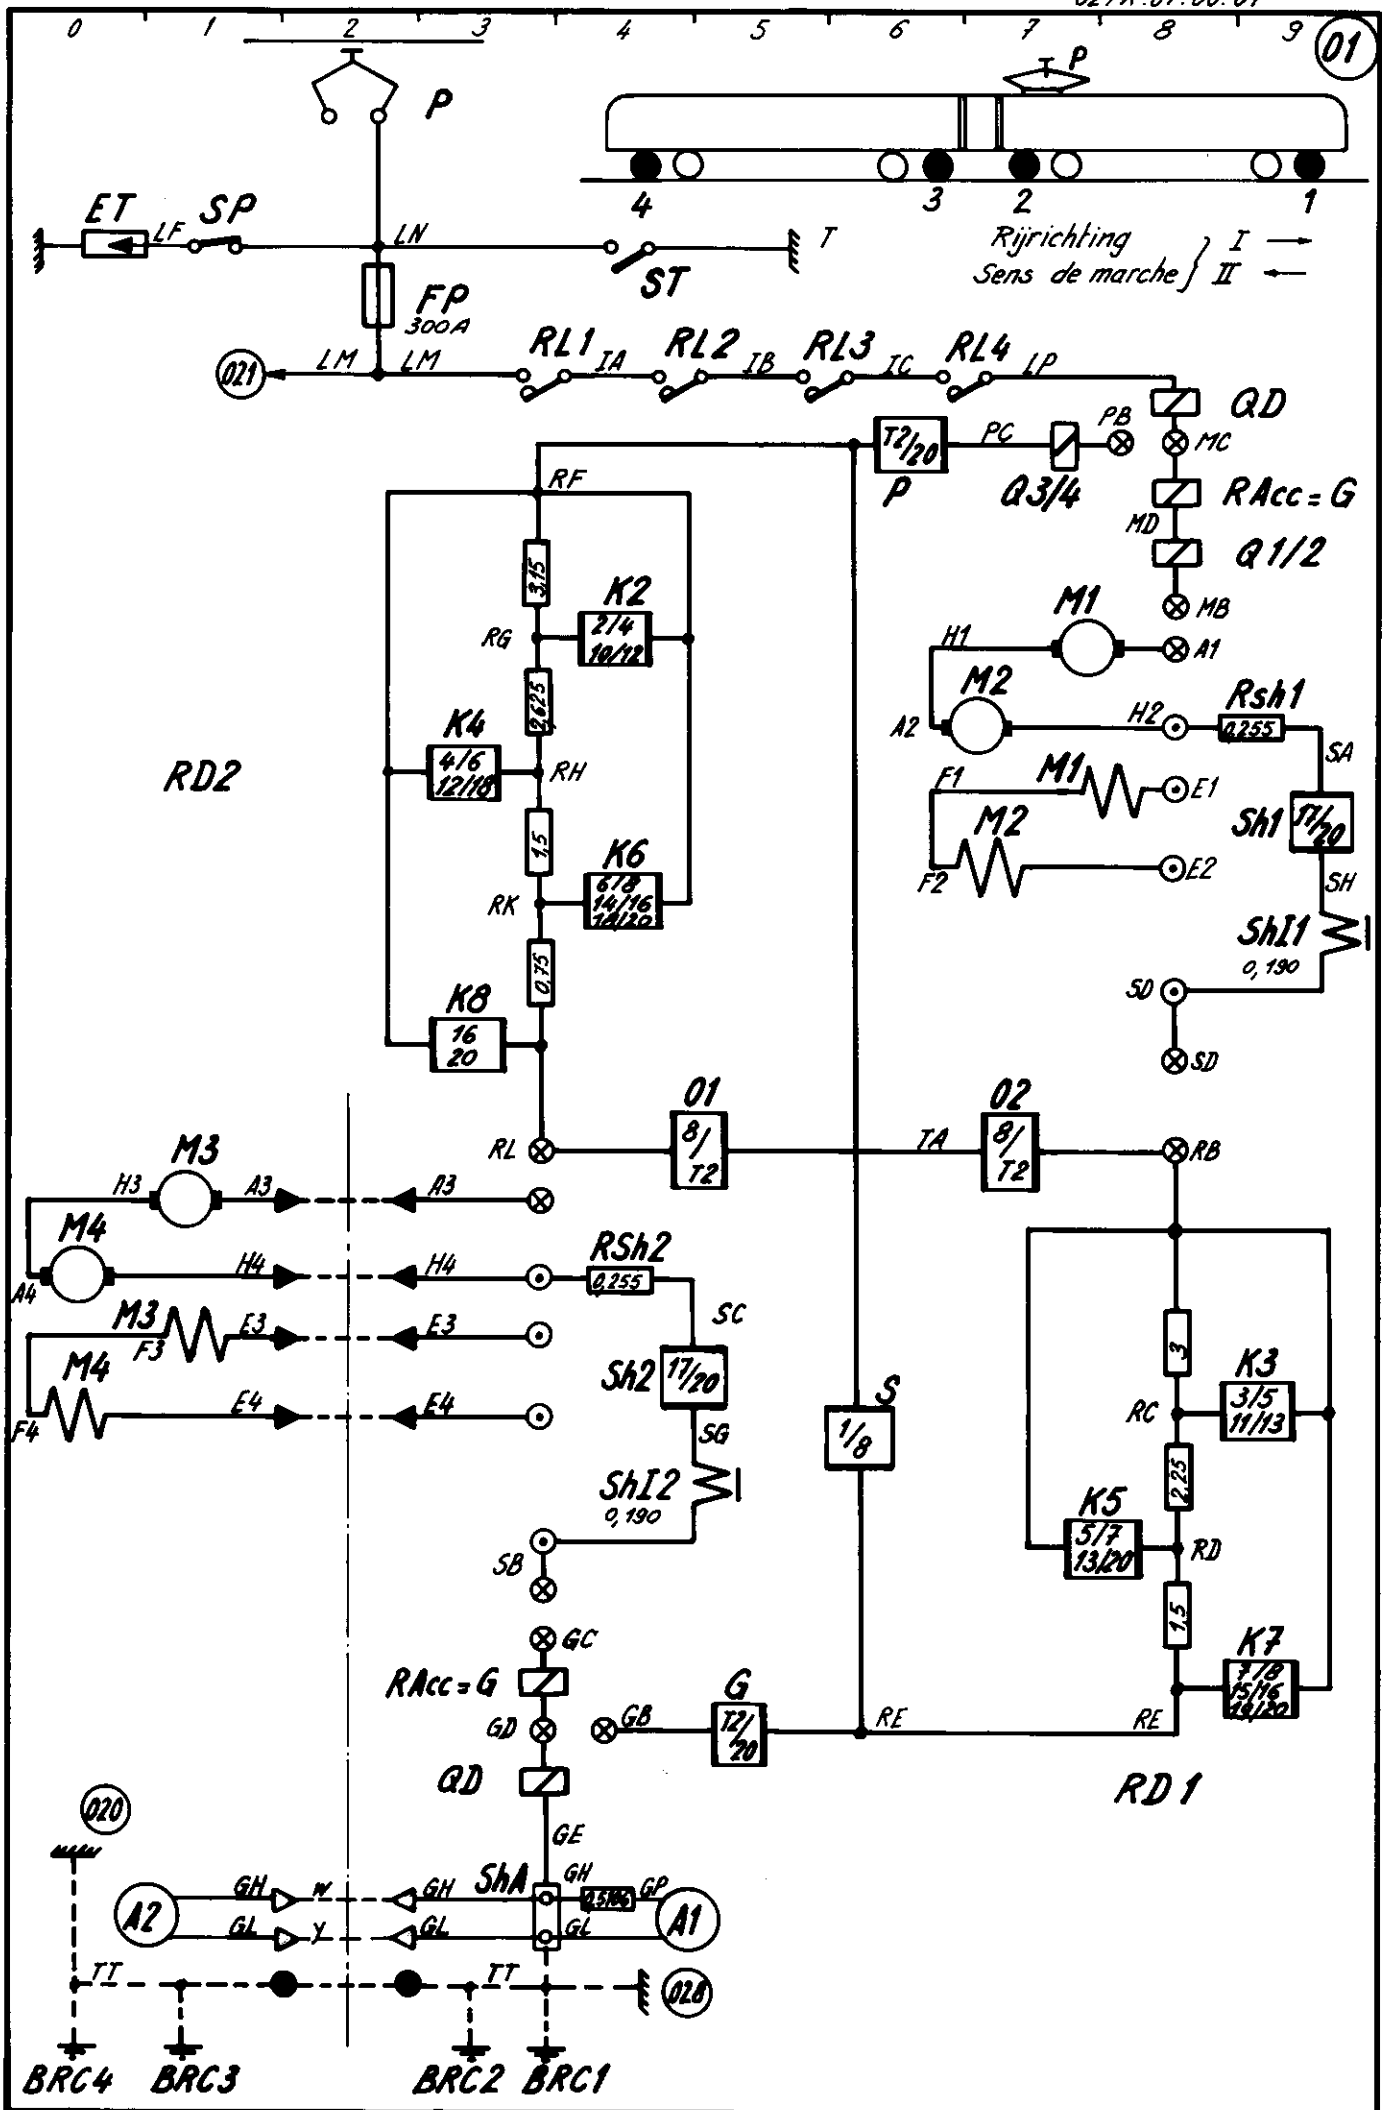 0 1 2 3 4 5 6 7 8 9
01
P
P
4 3 2 1
ET LF SP LN ST T
Rijrichting I
Sens de marche II
FP
300A
021 LM LM RL1 IA RL2 IB RL3 IC RL4 LP
QD
T2/20 PC PB MC
P Q3/4 RAcc=G
RF
MD
Q1/2
3,15
MB
K2
2/4
10/12
RG
M1
H1 A1
2,625
M2 Rsh1
A2 H2 0,255
SA
K4
4/6
12/18
RH
RD2
F1 M1 E1
M2
F2 E2
Sh1 17/20
SH
1,5
K6
6/8
14/16
18/20
RK
ShI1
0,190
0,75
SD
K8
16
20
SD
O1 O2
RL 8/T2 TA 8/T2 RB
M3
H3 A3 A3
M4
A4 H4 H4
RSh2
0,255
SC
M3
F3 E3 E3
M4
F4 E4 E4
Sh2 17/20
SG
S
1/8
3
K3
3/5
11/13
RC
2,25
ShI2
0,190
K5
5/7
13/20
RD
SB
1,5
GC
K7
7/8
15/16
19/20
RAcc=G
G
GD GB T2/20 RE RE
QD
RD1
020
GE
ShA
A2 GH w GH GH GP A1
GL y GL GL
TT TT
028
BRC4 BRC3 BRC2 BRC1